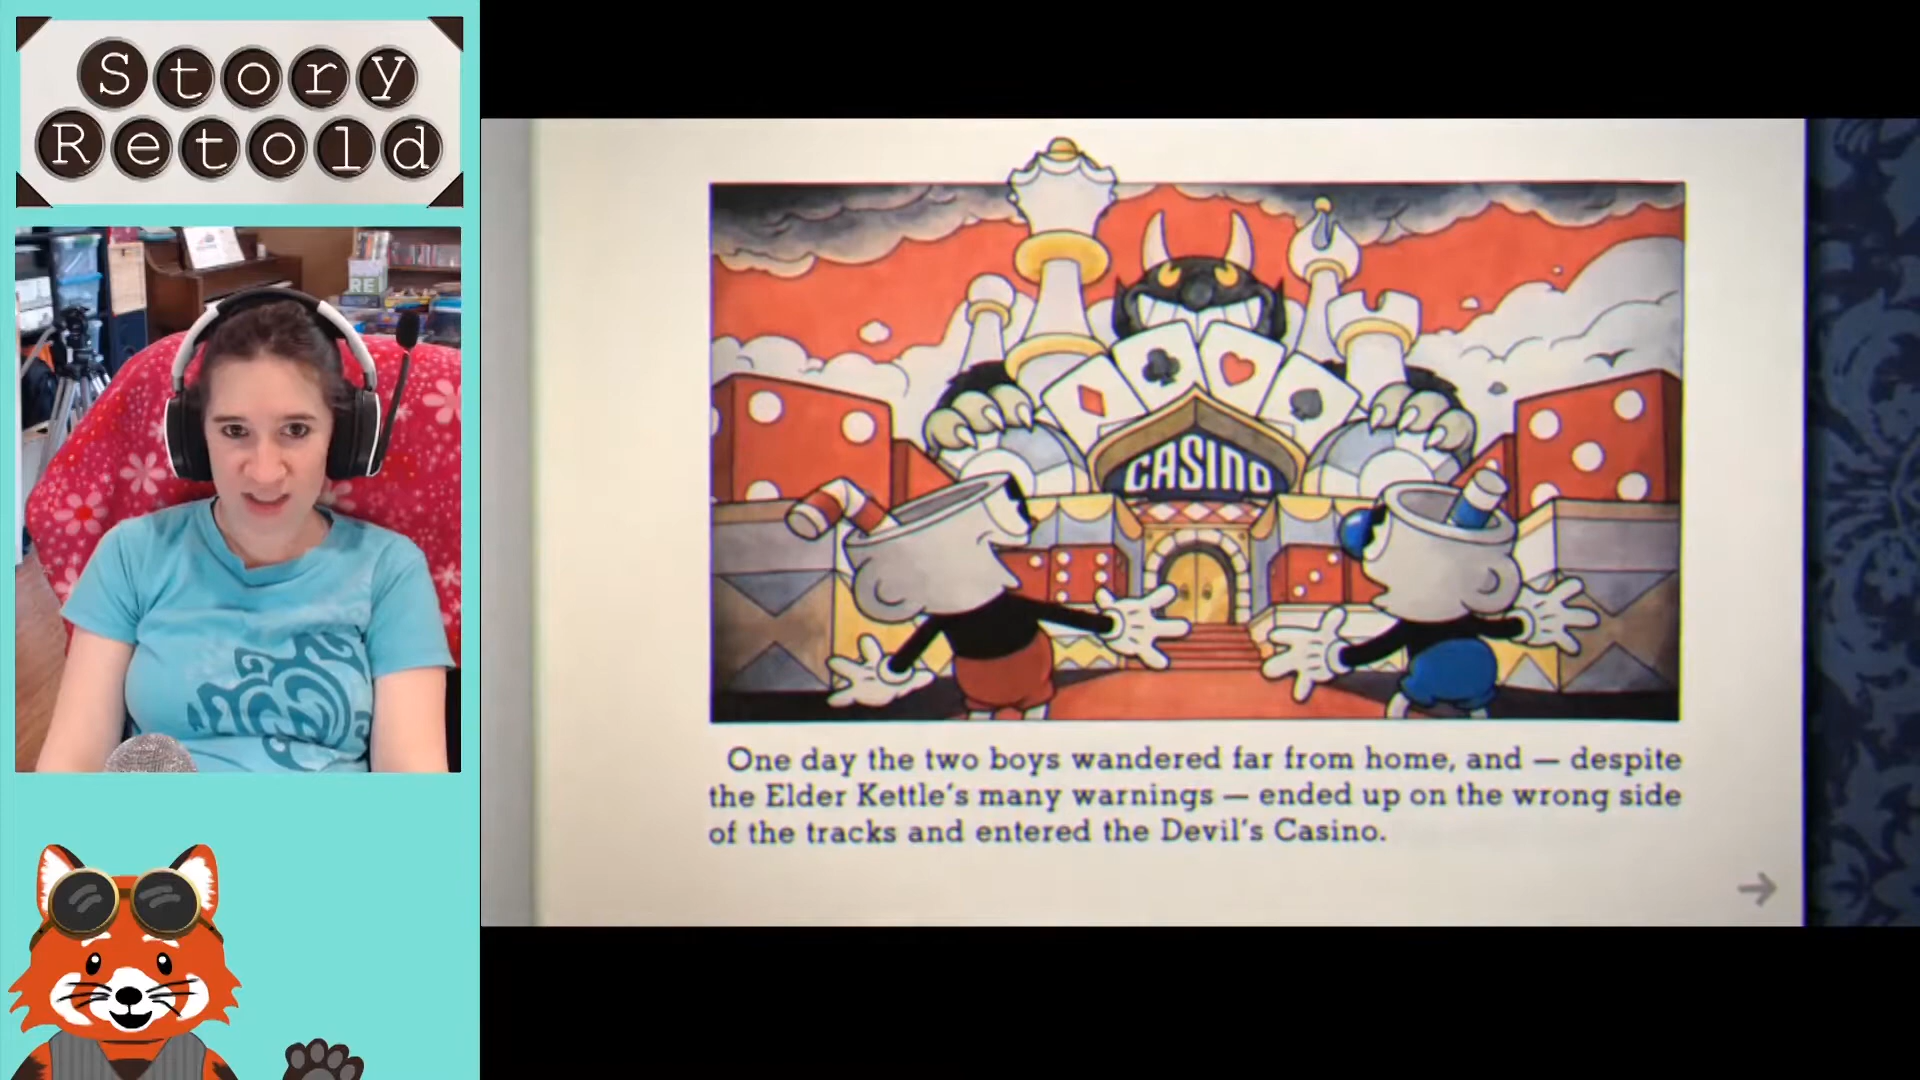 Story
Retold
RE
CASINO
One day the two boys wandered far from home, and — despite
the Elder Kettle's many warnings — ended up on the wrong side
of the tracks and entered the Devil's Casino.